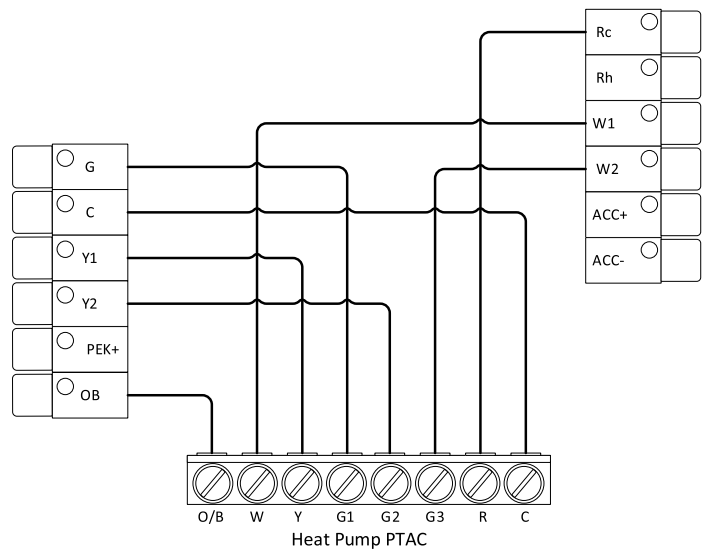 Rc
Rh
W1
W2
ACC+
ACC-
G
C
Y1
Y2
PEK+
OB
O/B W Y G1 G2 G3 R C
Heat Pump PTAC